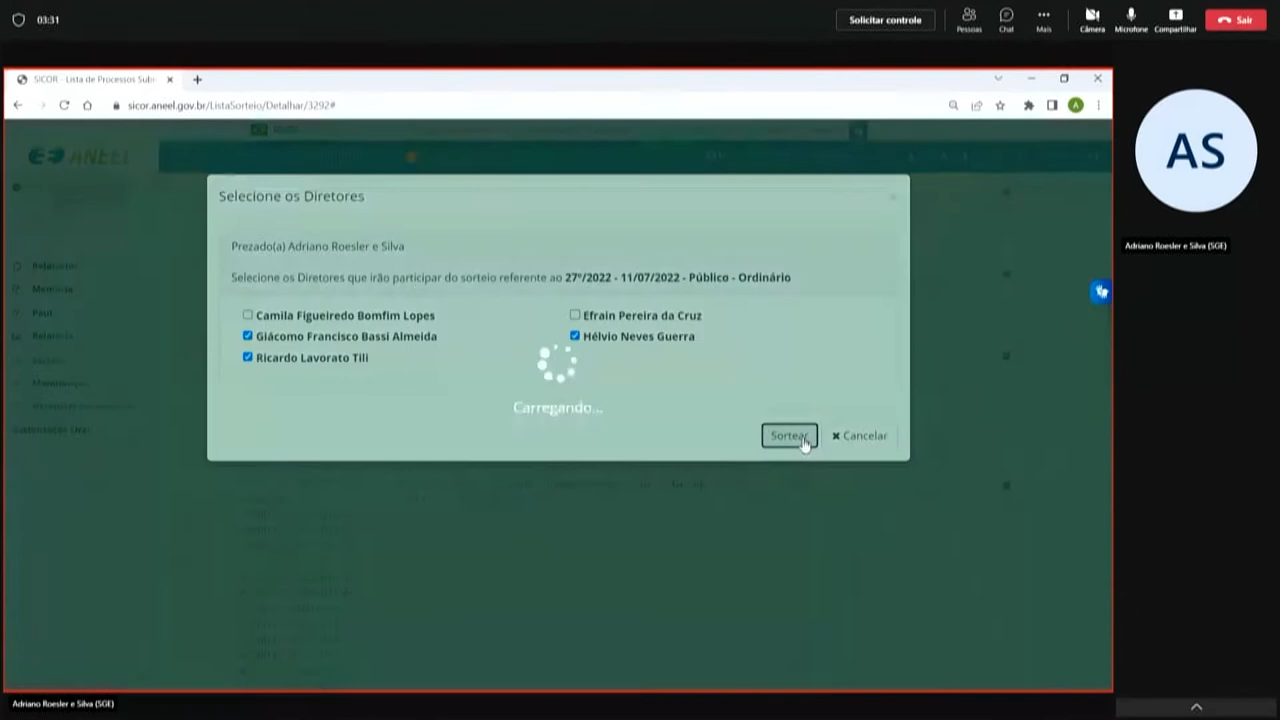 03:31
Solicitar controle
Pessoas
Chat
Mais
Câmera
Microfone
Compartilhar
Sair
SICOR - Lista de Processos Sub
sicor.aneel.gov.br/ListaSorteio/Detalhar/3292#
A
ANEEL
Selecione os Diretores
Prezado(a) Adriano Roesler e Silva
Selecione os Diretores que irão participar do sorteio referente ao 27º/2022 - 11/07/2022 - Público - Ordinário
Camila Figueiredo Bomfim Lopes
Efrain Pereira da Cruz
Giácomo Francisco Bassi Almeida
Hélvio Neves Guerra
Ricardo Lavorato Tili
Carregando...
Sortear
Cancelar
AS
Adriano Roesler e Silva (SGE)
Adriano Roesler e Silva (SGE)